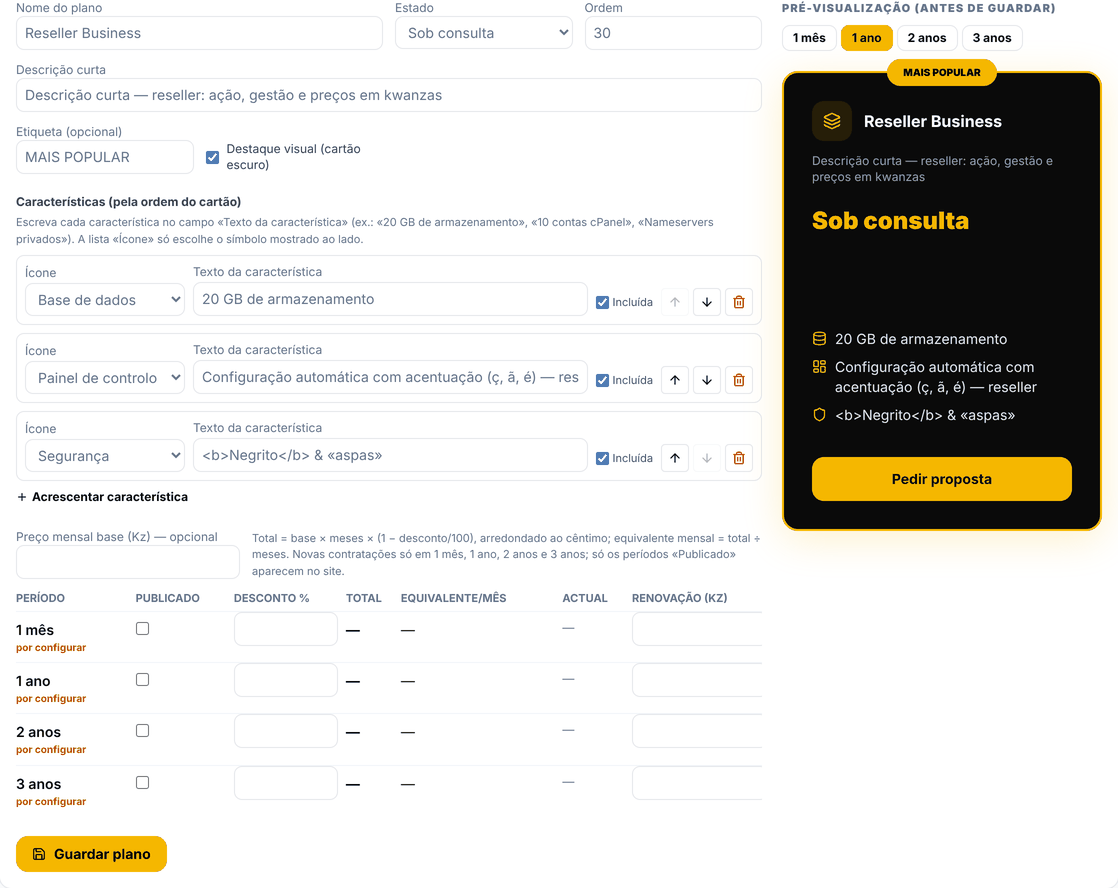 Nome do plano
Estado
Ordem
Reseller Business
Sob consulta
30
Descrição curta
Descrição curta — reseller: ação, gestão e preços em kwanzas
Etiqueta (opcional)
MAIS POPULAR
Destaque visual (cartão
escuro)
Características (pela ordem do cartão)
Escreva cada característica no campo «Texto da característica» (ex.: «20 GB de armazenamento», «10 contas cPanel», «Nameservers
privados»). A lista «Ícone» só escolhe o símbolo mostrado ao lado.
Ícone
Texto da característica
Base de dados
20 GB de armazenamento
Incluída
Ícone
Texto da característica
Painel de controlo
Configuração automática com acentuação (ç, ã, é) — res
Incluída
Ícone
Texto da característica
Segurança
<b>Negrito</b> & «aspas»
Incluída
+ Acrescentar característica
Preço mensal base (Kz) — opcional
Total = base × meses × (1 − desconto/100), arredondado ao cêntimo; equivalente mensal = total ÷
meses. Novas contratações só em 1 mês, 1 ano, 2 anos e 3 anos; só os períodos «Publicado»
aparecem no site.
PERÍODO
PUBLICADO
DESCONTO %
TOTAL
EQUIVALENTE/MÊS
ACTUAL
RENOVAÇÃO (KZ)
1 mês
— — —
por configurar
1 ano
— — —
por configurar
2 anos
— — —
por configurar
3 anos
— — —
por configurar
Guardar plano
PRÉ-VISUALIZAÇÃO (ANTES DE GUARDAR)
1 mês
1 ano
2 anos
3 anos
MAIS POPULAR
Reseller Business
Descrição curta — reseller: ação, gestão e
preços em kwanzas
Sob consulta
20 GB de armazenamento
Configuração automática com
acentuação (ç, ã, é) — reseller
<b>Negrito</b> & «aspas»
Pedir proposta